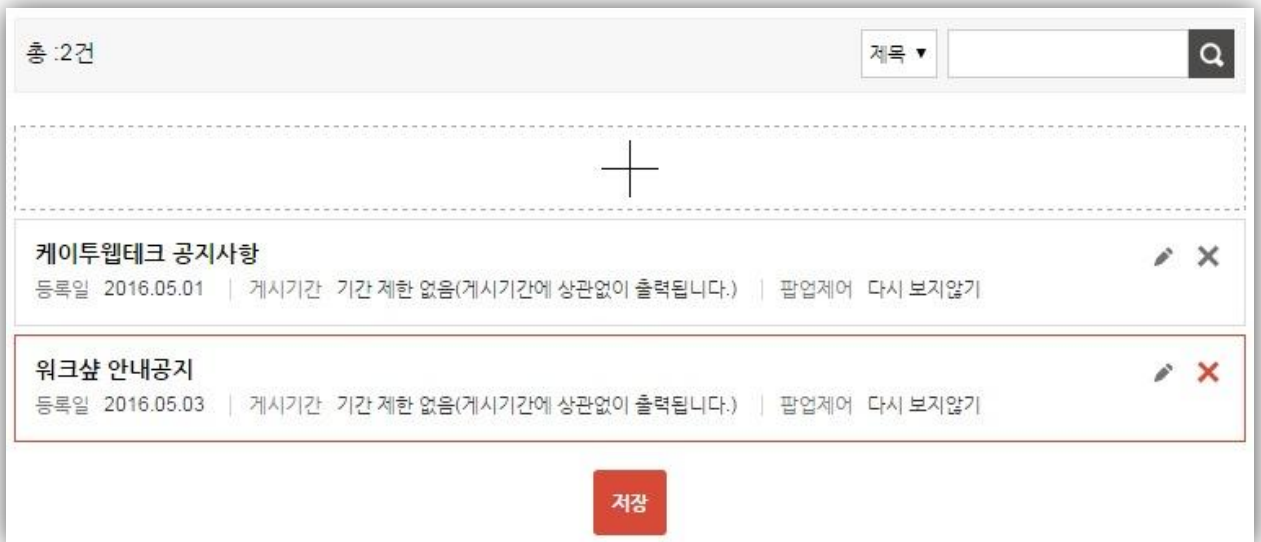 총 :2건
제목 ▼
케이투웹테크 공지사항
등록일 2016.05.01 | 게시기간 기간 제한 없음(게시기간에 상관없이 출력됩니다.) | 팝업제어 다시 보지않기
워크샾 안내공지
등록일 2016.05.03 | 게시기간 기간 제한 없음(게시기간에 상관없이 출력됩니다.) | 팝업제어 다시 보지않기
저장